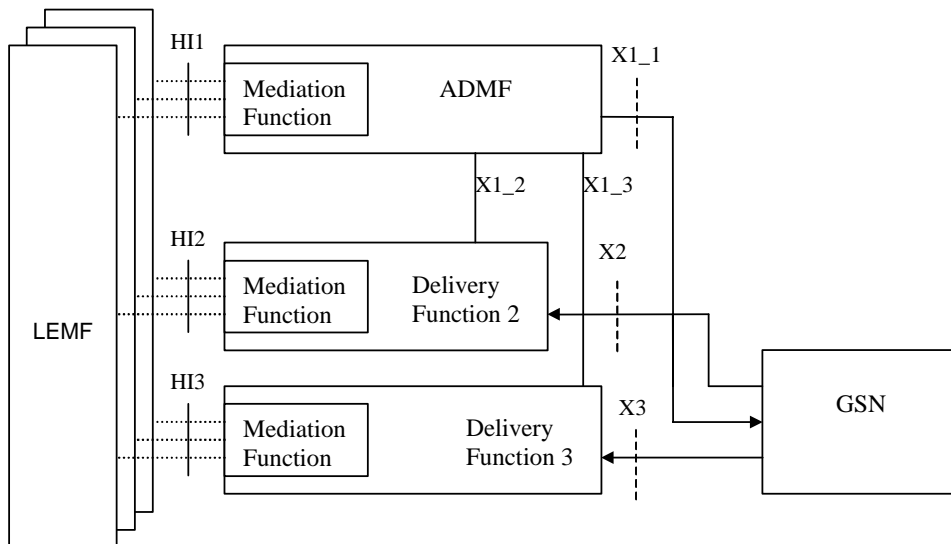 HI1
X1_1
Mediation
Function
ADMF
X1_2
X1_3
HI2
X2
Mediation
Function
Delivery
Function 2
LEMF
HI3
X3
GSN
Mediation
Function
Delivery
Function 3